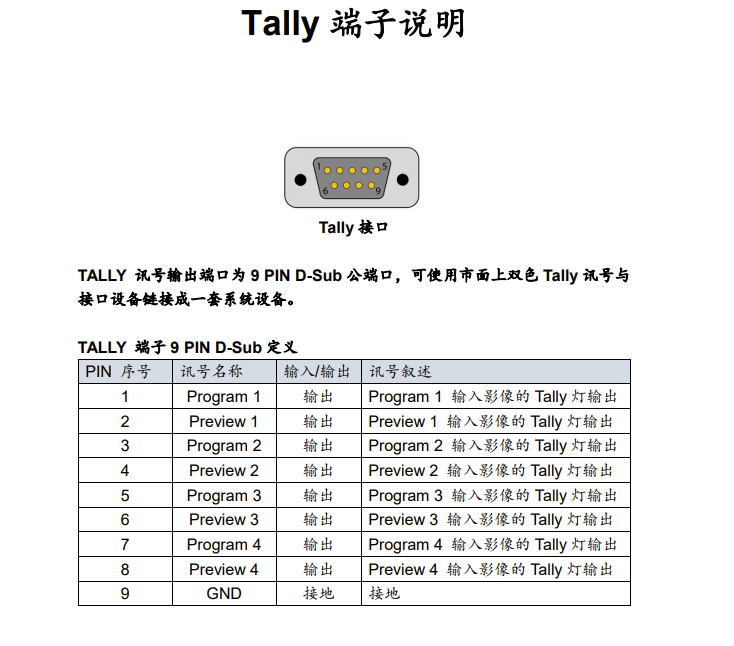 Tally 端子说明
1 5
6 9
Tally 接口
TALLY 讯号输出端口为 9 PIN D-Sub 公端口，可使用市面上双色 Tally 讯号与
接口设备链接成一套系统设备。
TALLY 端子 9 PIN D-Sub 定义
PIN 序号 讯号名称 输入/输出 讯号叙述
1 Program 1 输出 Program 1 输入影像的 Tally 灯输出
2 Preview 1 输出 Preview 1 输入影像的 Tally 灯输出
3 Program 2 输出 Program 2 输入影像的 Tally 灯输出
4 Preview 2 输出 Preview 2 输入影像的 Tally 灯输出
5 Program 3 输出 Program 3 输入影像的 Tally 灯输出
6 Preview 3 输出 Preview 3 输入影像的 Tally 灯输出
7 Program 4 输出 Program 4 输入影像的 Tally 灯输出
8 Preview 4 输出 Preview 4 输入影像的 Tally 灯输出
9 GND 接地 接地